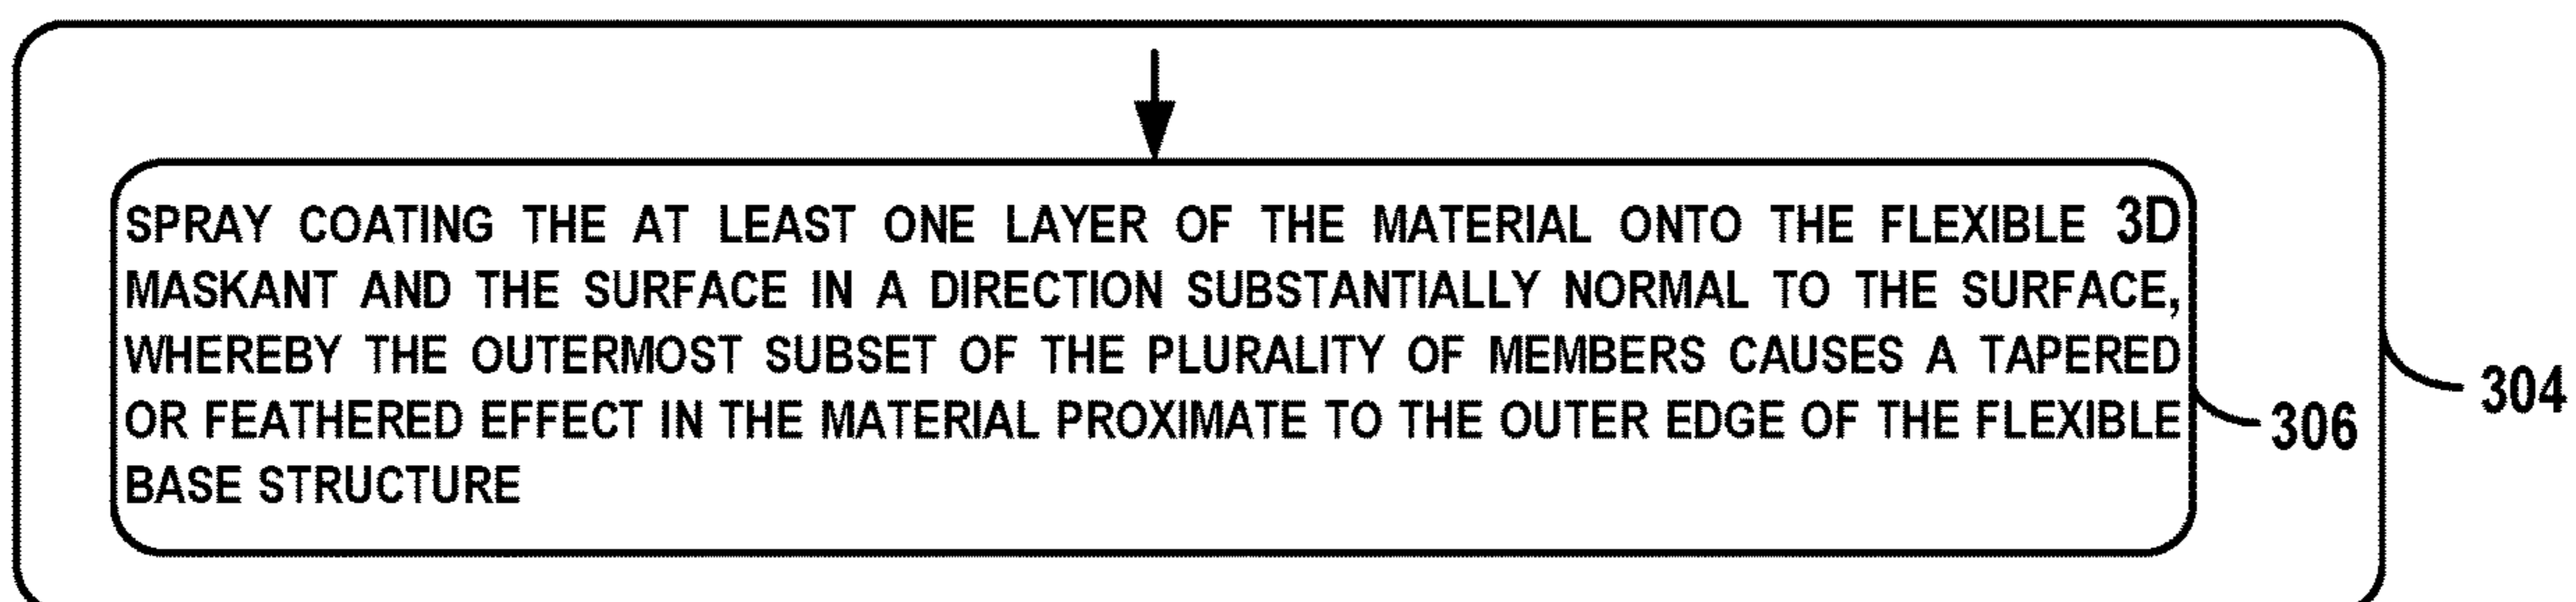 SPRAY COATING THE AT LEAST ONE LAYER OF THE MATERIAL ONTO THE FLEXIBLE 3D
MASKANT AND THE SURFACE IN A DIRECTION SUBSTANTIALLY NORMAL TO THE SURFACE,
WHEREBY THE OUTERMOST SUBSET OF THE PLURALITY OF MEMBERS CAUSES A TAPERED
OR FEATHERED EFFECT IN THE MATERIAL PROXIMATE TO THE OUTER EDGE OF THE FLEXIBLE
BASE STRUCTURE
304
306